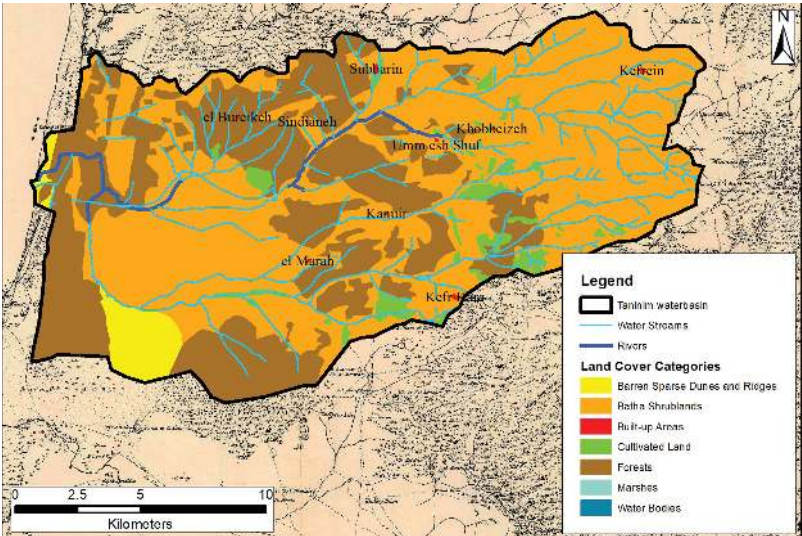 N
Subbarin
Kefrein
el Bureikeh
Sindianeh
Khobbeizeh
Umm esh Shuf
Kannir
el Marah
Kefr
Legend
Taninim waterbasin
Water Streams
Rivers
Land Cover Categories
Barren Sparse Dunes and Ridges
Batha Shrublands
Built-up Areas
Cultivated Land
Forests
Marshes
Water Bodies
0 2.5 5 10
Kilometers